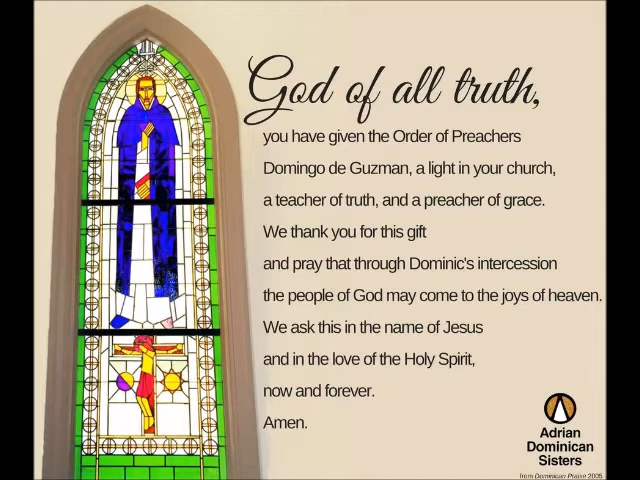 God of all truth,
you have given the Order of Preachers
Domingo de Guzman, a light in your church,
a teacher of truth, and a preacher of grace.
We thank you for this gift
and pray that through Dominic's intercession
the people of God may come to the joys of heaven.
We ask this in the name of Jesus
and in the love of the Holy Spirit,
now and forever.
Amen.
Adrian
Dominican
Sisters
from Dominican Praise 2005